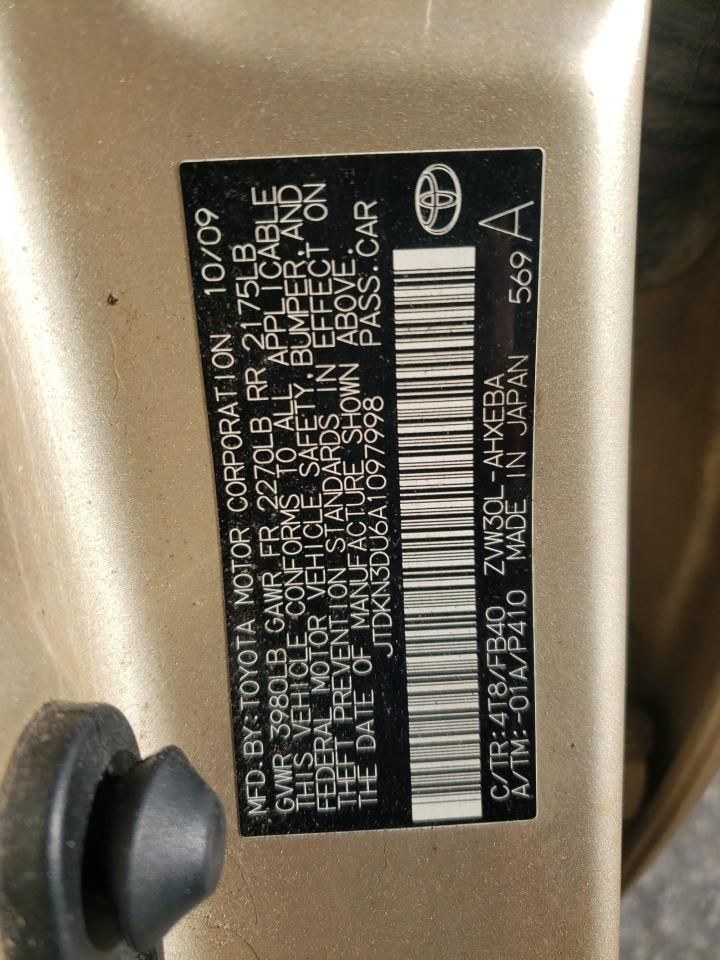 MFD.BY:TOYOTA MOTOR CORPORATION 10/09
GVWR 3980LB GAWR FR 2270LB RR 2175LB
THIS VEHICLE CONFORMS TO ALL APPLICABLE
FEDERAL MOTOR VEHICLE SAFETY,BUMPER,AND
THEFT PREVENTION STANDARDS IN EFFECT ON
THE DATE OF MANUFACTURE SHOWN ABOVE.
JTDKN3DU6A1097998 PASS.CAR
C/TR:4T8/FB40 ZVW30L-AHXEBA
A/TM:-01A/P410 MADE IN JAPAN 569 A